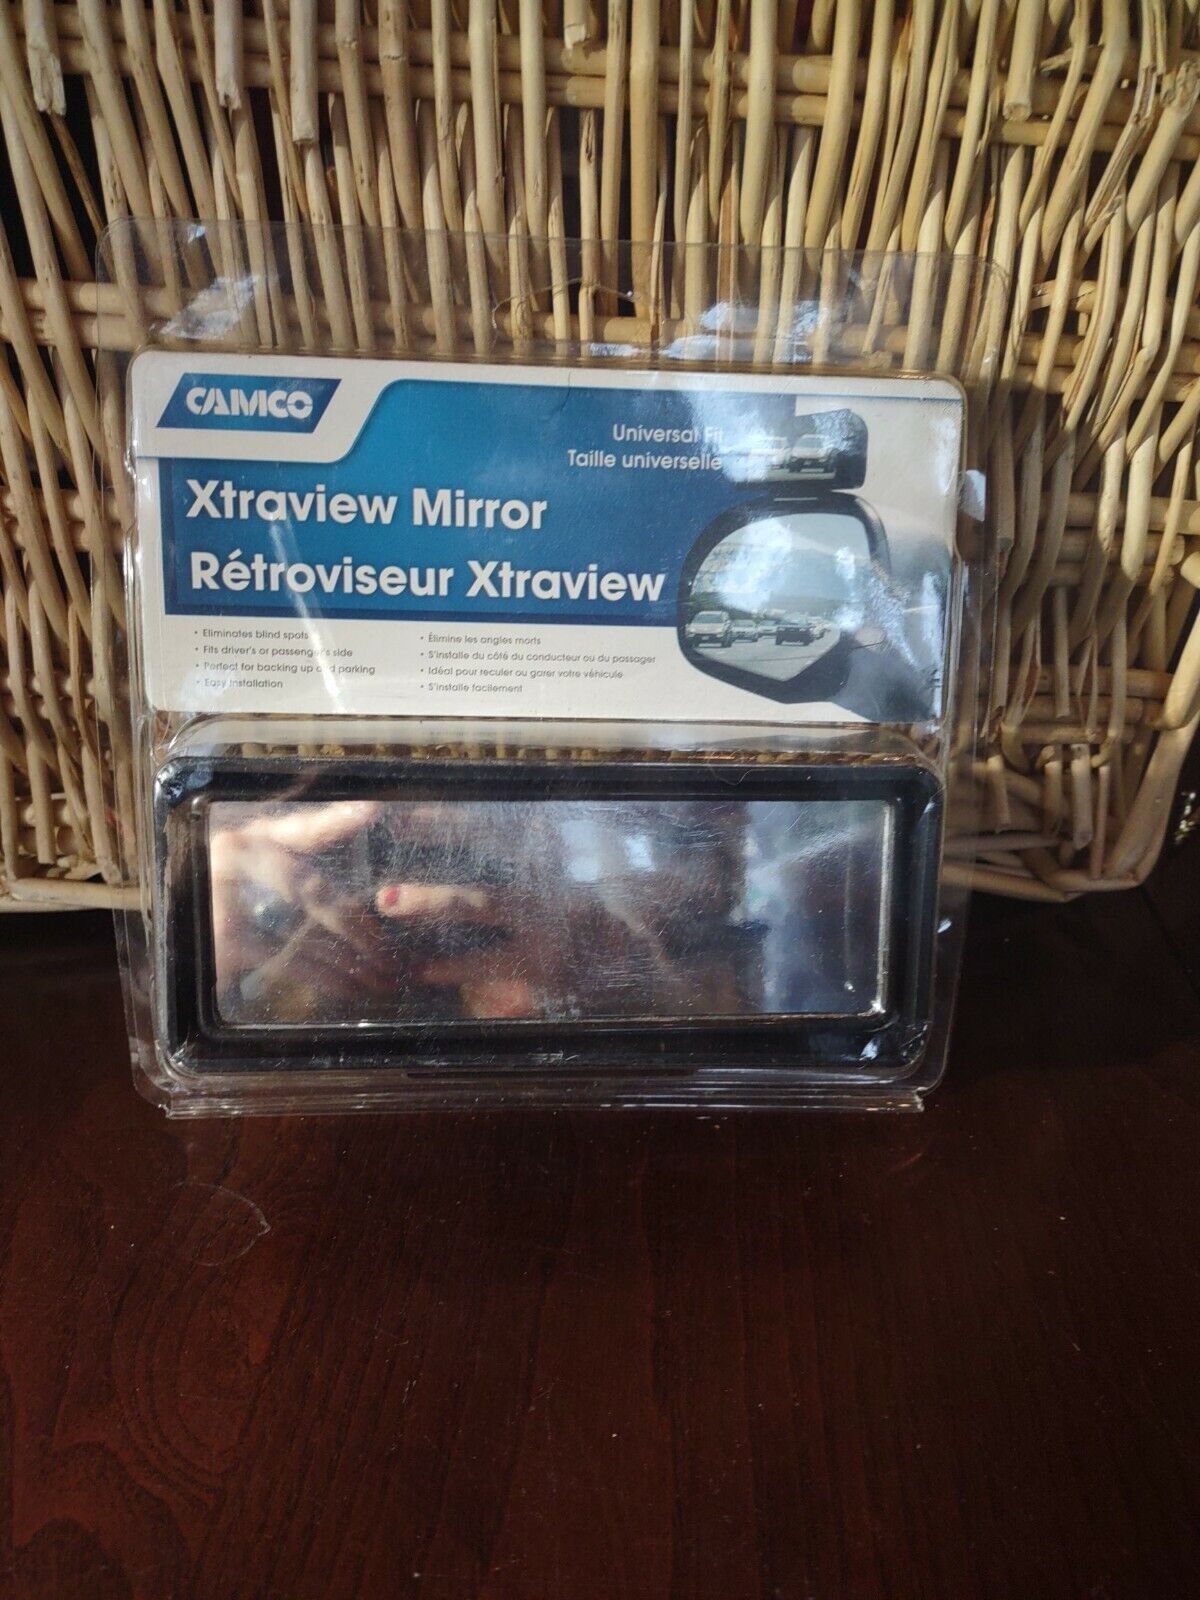 CAMCO
Universal Fit
Taille universelle
Xtraview Mirror
Rétroviseur Xtraview
• Eliminates blind spots
• Fits driver's or passenger's side
• Perfect for backing up and parking
• Easy installation
• Élimine les angles morts
• S'installe du côté du conducteur ou du passager
• Idéal pour reculer ou garer votre véhicule
• S'installe facilement